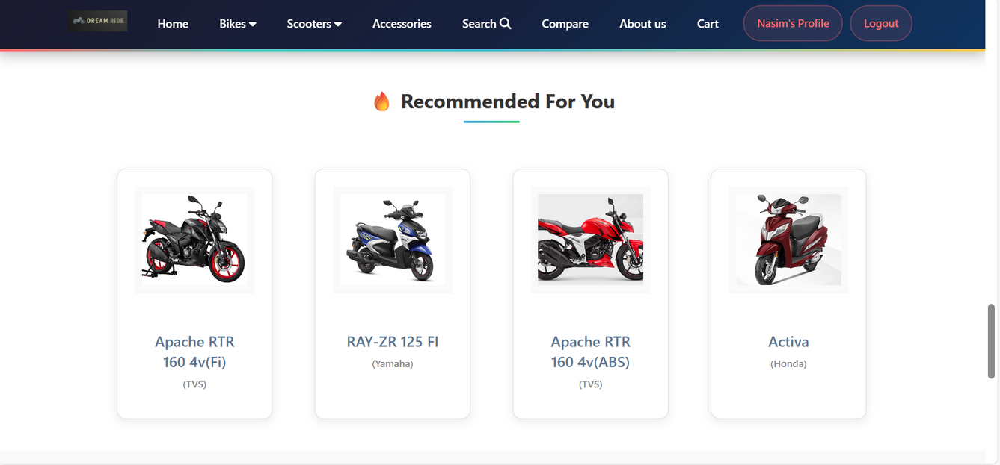 DREAM RIDE
Home
Bikes
Scooters
Accessories
Search
Compare
About us
Cart
Nasim's Profile
Logout
Recommended For You
Apache RTR
160 4v(Fi)
(TVS)
RAY-ZR 125 FI
(Yamaha)
Apache RTR
160 4v(ABS)
(TVS)
Activa
(Honda)